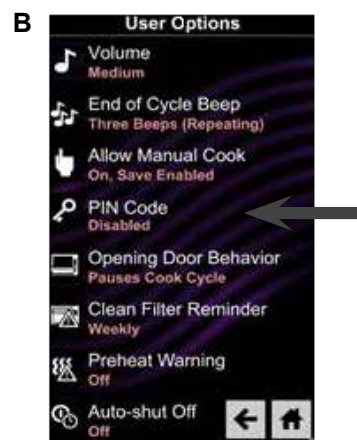 B
User Options
Volume
Medium
End of Cycle Beep
Three Beeps (Repeating)
Allow Manual Cook
On, Save Enabled
PIN Code
Disabled
Opening Door Behavior
Pauses Cook Cycle
Clean Filter Reminder
Weekly
Preheat Warning
Off
Auto-shut Off
Off